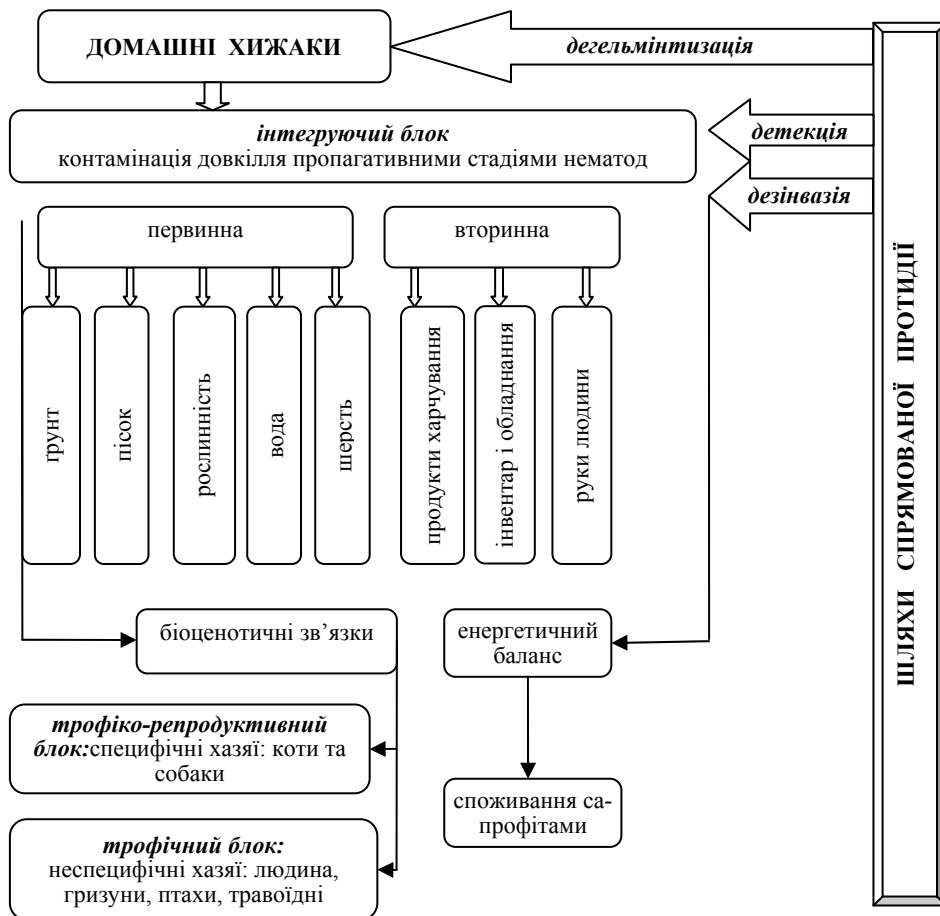 ДОМАШНІ ХИЖАКИ
дегельмінтизація
інтегруючий блок
контамінація довкілля пропагативними стадіями нематод
детекція
дезінвазія
первинна
вторинна
ґрунт
пісок
рослинність
вода
шерсть
продукти харчування
інвентар і обладнання
руки людини
ШЛЯХИ СПРЯМОВАНОЇ ПРОТИДІЇ
біоценотичні зв’язки
енергетичний
баланс
трофіко-репродуктивний
блок:специфічні хазяї: коти та
собаки
споживання са-
профітами
трофічний блок:
неспецифічні хазяї: людина,
гризуни, птахи, травоїдні